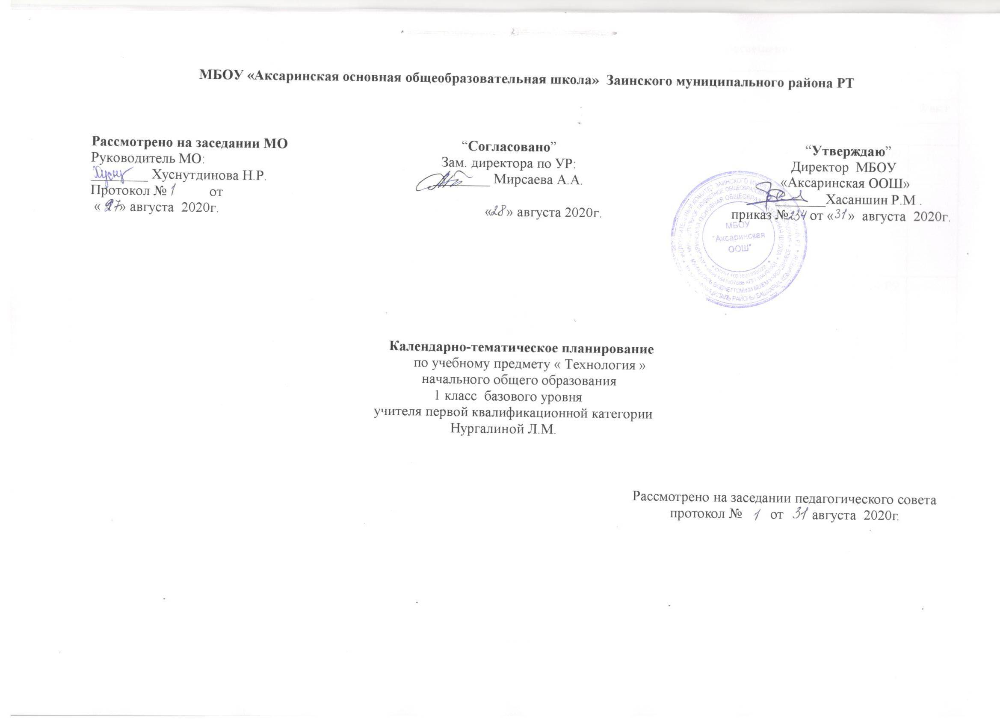 МБОУ «Аксаринская основная общеобразовательная школа» Заинского муниципального района РТ
Рассмотрено на заседании МО
Руководитель МО:
Хуснутдинова Н.Р.
Протокол № 1 от
« 27» августа 2020г.
“Согласовано”
Зам. директора по УР:
Мирсаева А.А.
«28» августа 2020г.
“Утверждаю”
Директор МБОУ
«Аксаринская ООШ»
Хасаншин Р.М .
приказ №234 от «31» августа 2020г.
МБОУ
"Аксаринская
ООШ"
Календарно-тематическое планирование
по учебному предмету « Технология »
начального общего образования
1 класс базового уровня
учителя первой квалификационной категории
Нургалиной Л.М.
Рассмотрено на заседании педагогического совета
протокол № 1 от 31 августа 2020г.